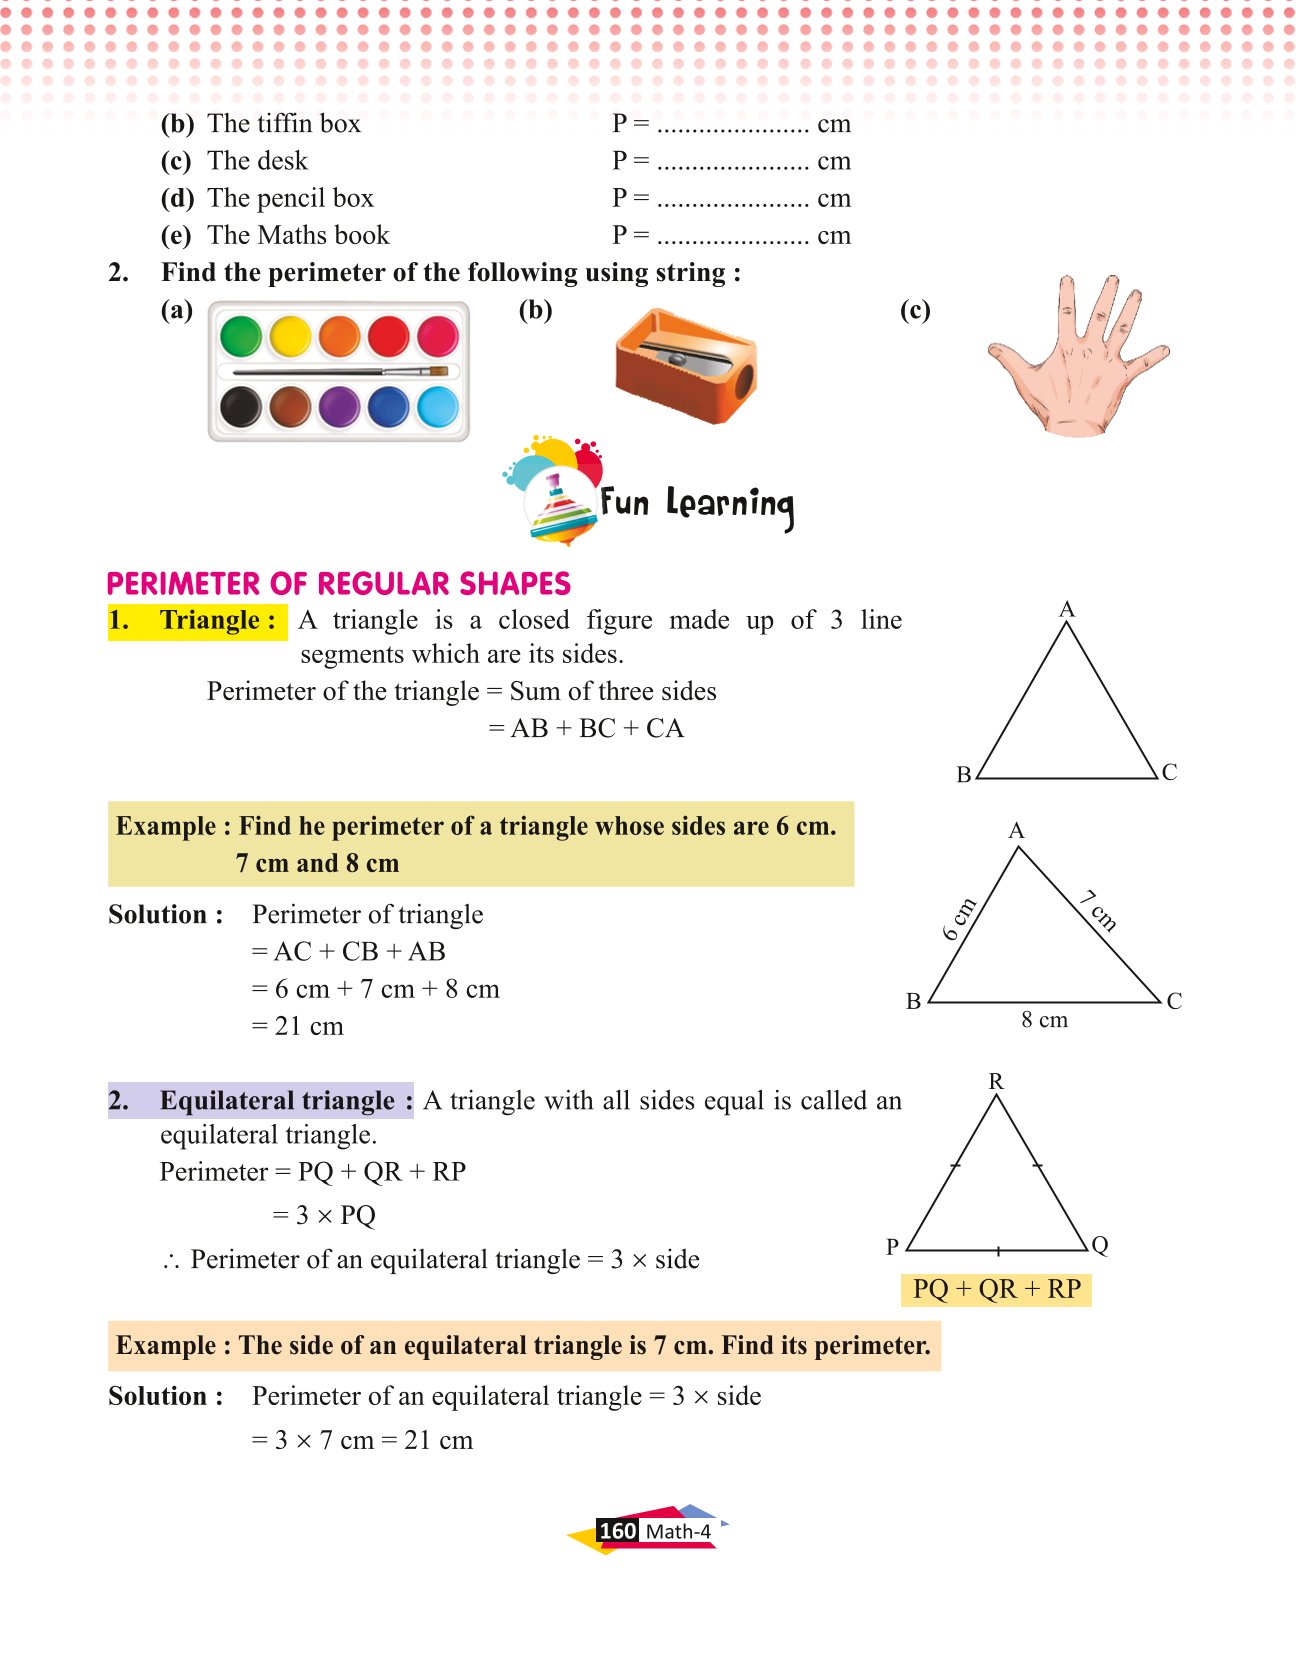 (b) The tiffin box P = ...................... cm
(c) The desk P = ...................... cm
(d) The pencil box P = ...................... cm
(e) The Maths book P = ...................... cm
2. Find the perimeter of the following using string :
(a) (b) (c)
Fun Learning
PERIMETER OF REGULAR SHAPES
1. Triangle : A triangle is a closed figure made up of 3 line
segments which are its sides.
Perimeter of the triangle = Sum of three sides
= AB + BC + CA
A
B
C
Example : Find he perimeter of a triangle whose sides are 6 cm.
7 cm and 8 cm
Solution : Perimeter of triangle
= AC + CB + AB
= 6 cm + 7 cm + 8 cm
= 21 cm
A
6 cm
7 cm
B
C
8 cm
2. Equilateral triangle : A triangle with all sides equal is called an
equilateral triangle.
Perimeter = PQ + QR + RP
= 3 × PQ
∴ Perimeter of an equilateral triangle = 3 × side
R
P
Q
PQ + QR + RP
Example : The side of an equilateral triangle is 7 cm. Find its perimeter.
Solution : Perimeter of an equilateral triangle = 3 × side
= 3 × 7 cm = 21 cm
160 Math-4